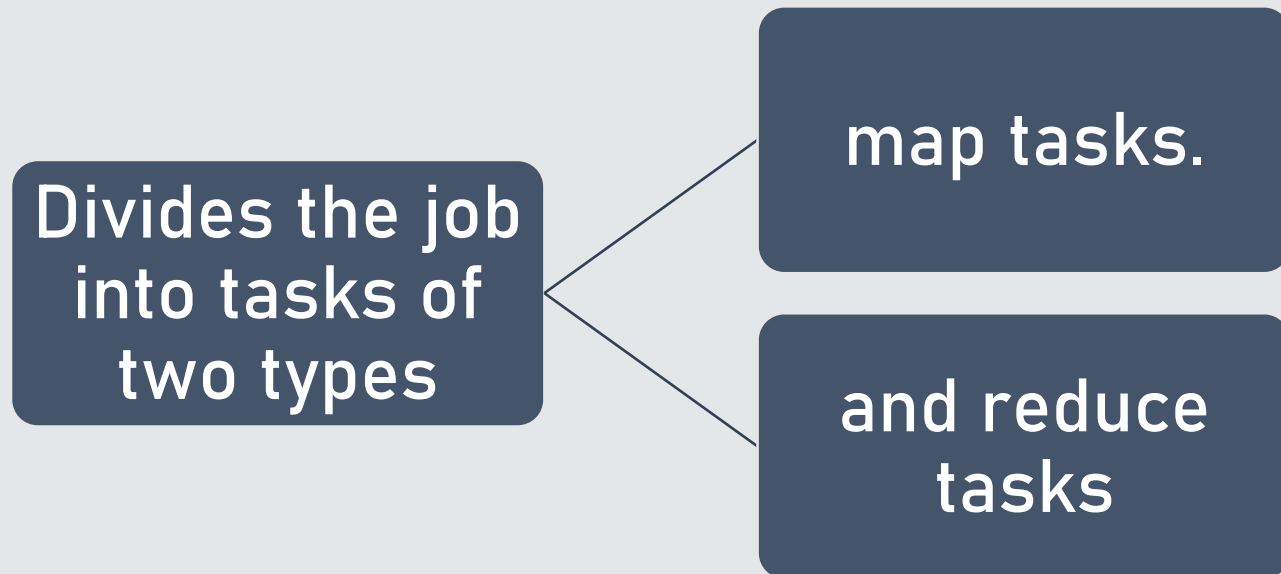 Divides the job
into tasks of
two types
map tasks.
and reduce
tasks